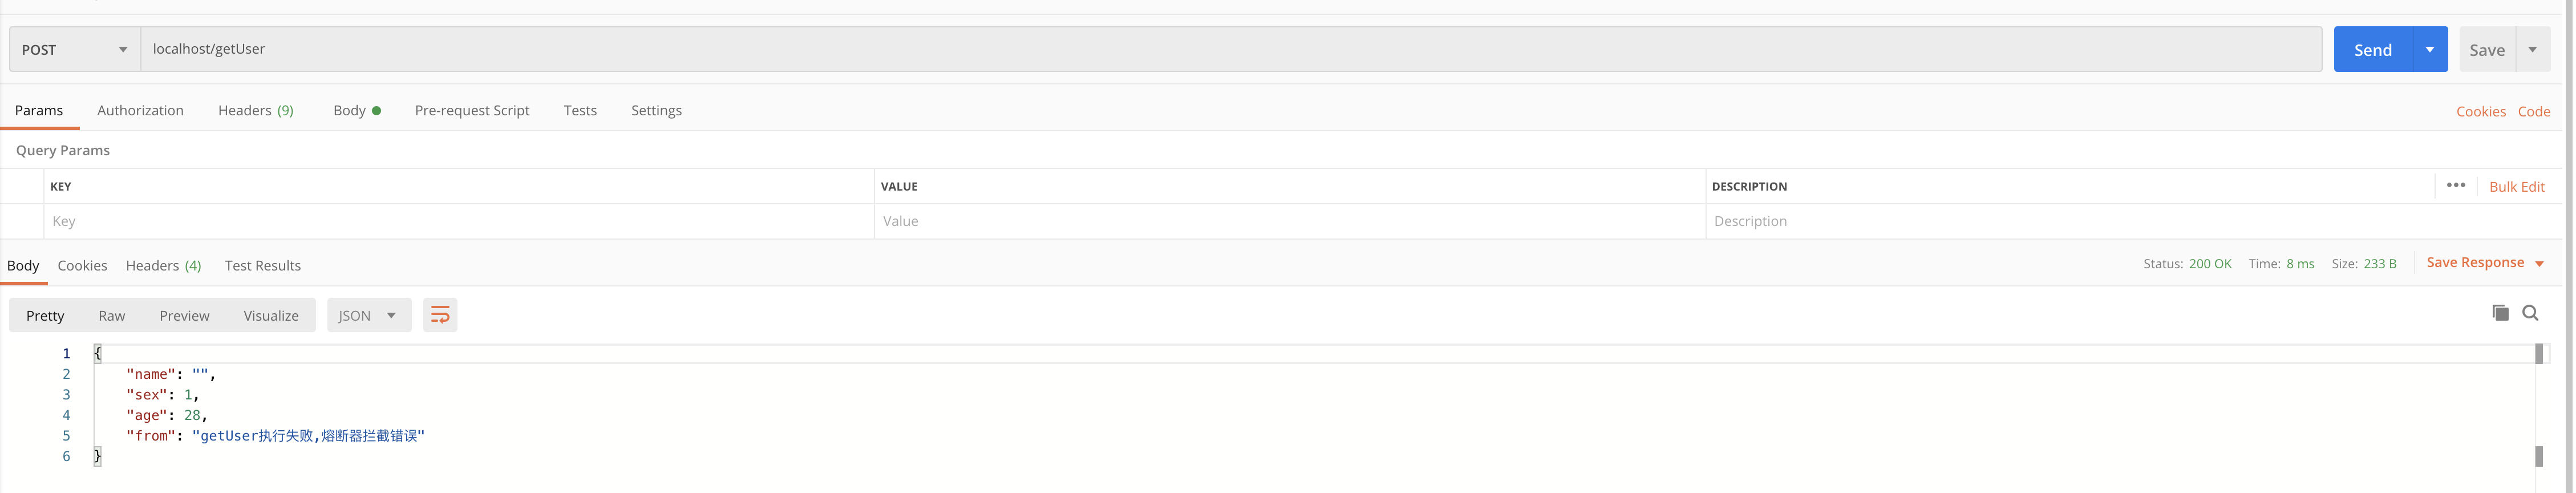 POST localhost/getUser Send Save
Params Authorization Headers (9) Body Pre-request Script Tests Settings Cookies Code
Query Params
KEY VALUE DESCRIPTION ••• Bulk Edit
Key Value Description
Body Cookies Headers (4) Test Results Status: 200 OK Time: 8 ms Size: 233 B Save Response
Pretty Raw Preview Visualize JSON
1 {
2 "name": "",
3 "sex": 1,
4 "age": 28,
5 "from": "getUser执行失败,熔断器拦截错误"
6 }